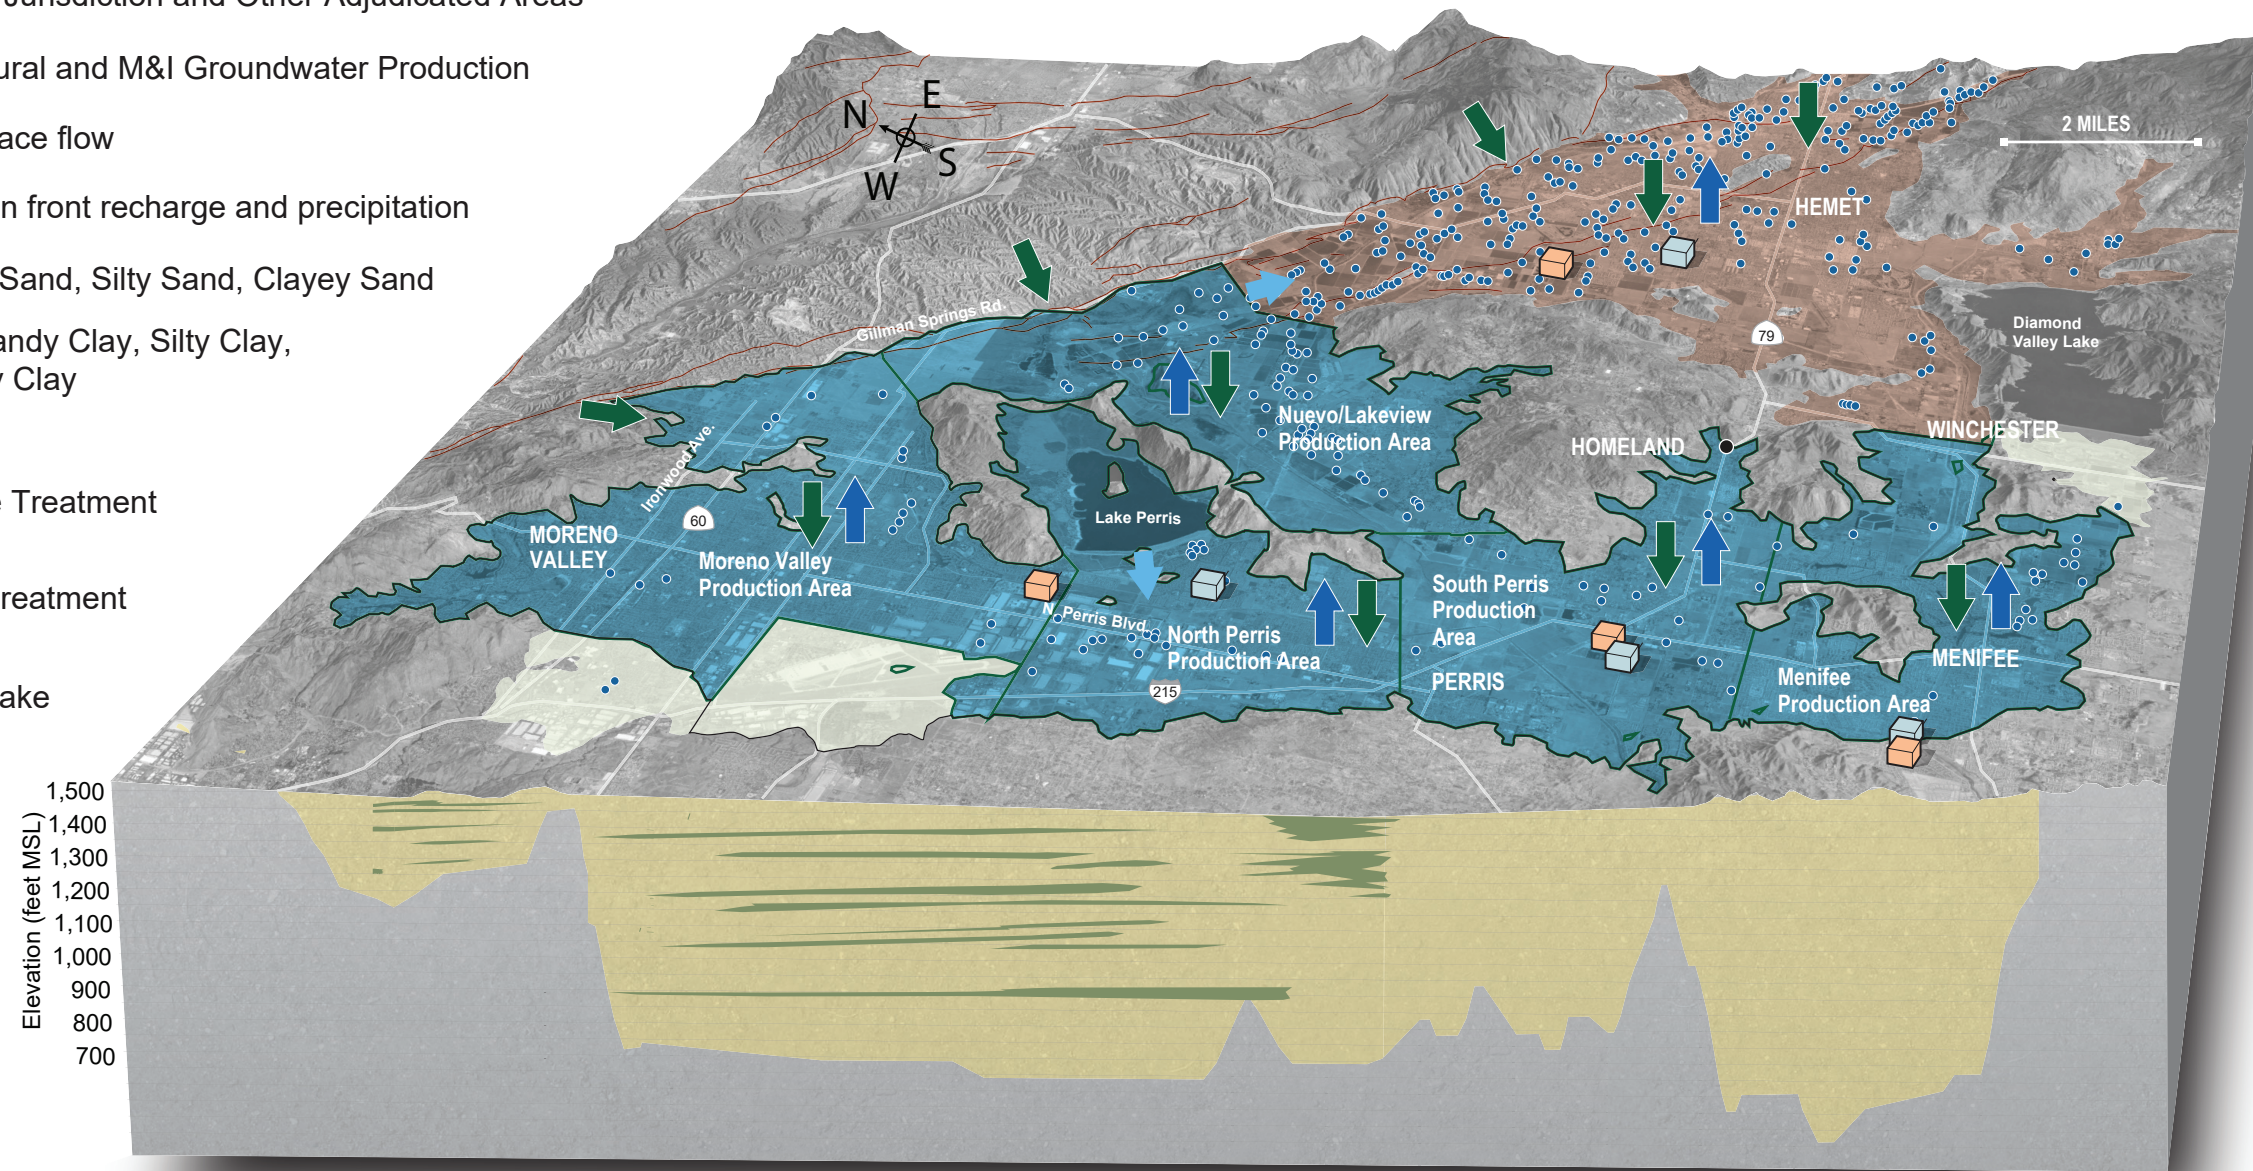 Jurisdiction and Other Adjudicated Areas
ural and M&I Groundwater Production
ace flow
n front recharge and precipitation
Sand, Silty Sand, Clayey Sand
andy Clay, Silty Clay,
y Clay
e Treatment
reatment
ake
N
E
S
W
2 MILES
HEMET
Gillman Springs Rd.
79
Diamond
Valley Lake
Nuevo/Lakeview
Production Area
HOMELAND
WINCHESTER
Ironwood Ave.
60
Lake Perris
MORENO
VALLEY
Moreno Valley
Production Area
N. Perris Blvd.
North Perris
Production Area
215
South Perris
Production
Area
PERRIS
MENIFEE
Menifee
Production Area
Elevation (feet MSL)
1,500
1,400
1,300
1,200
1,100
1,000
900
800
700